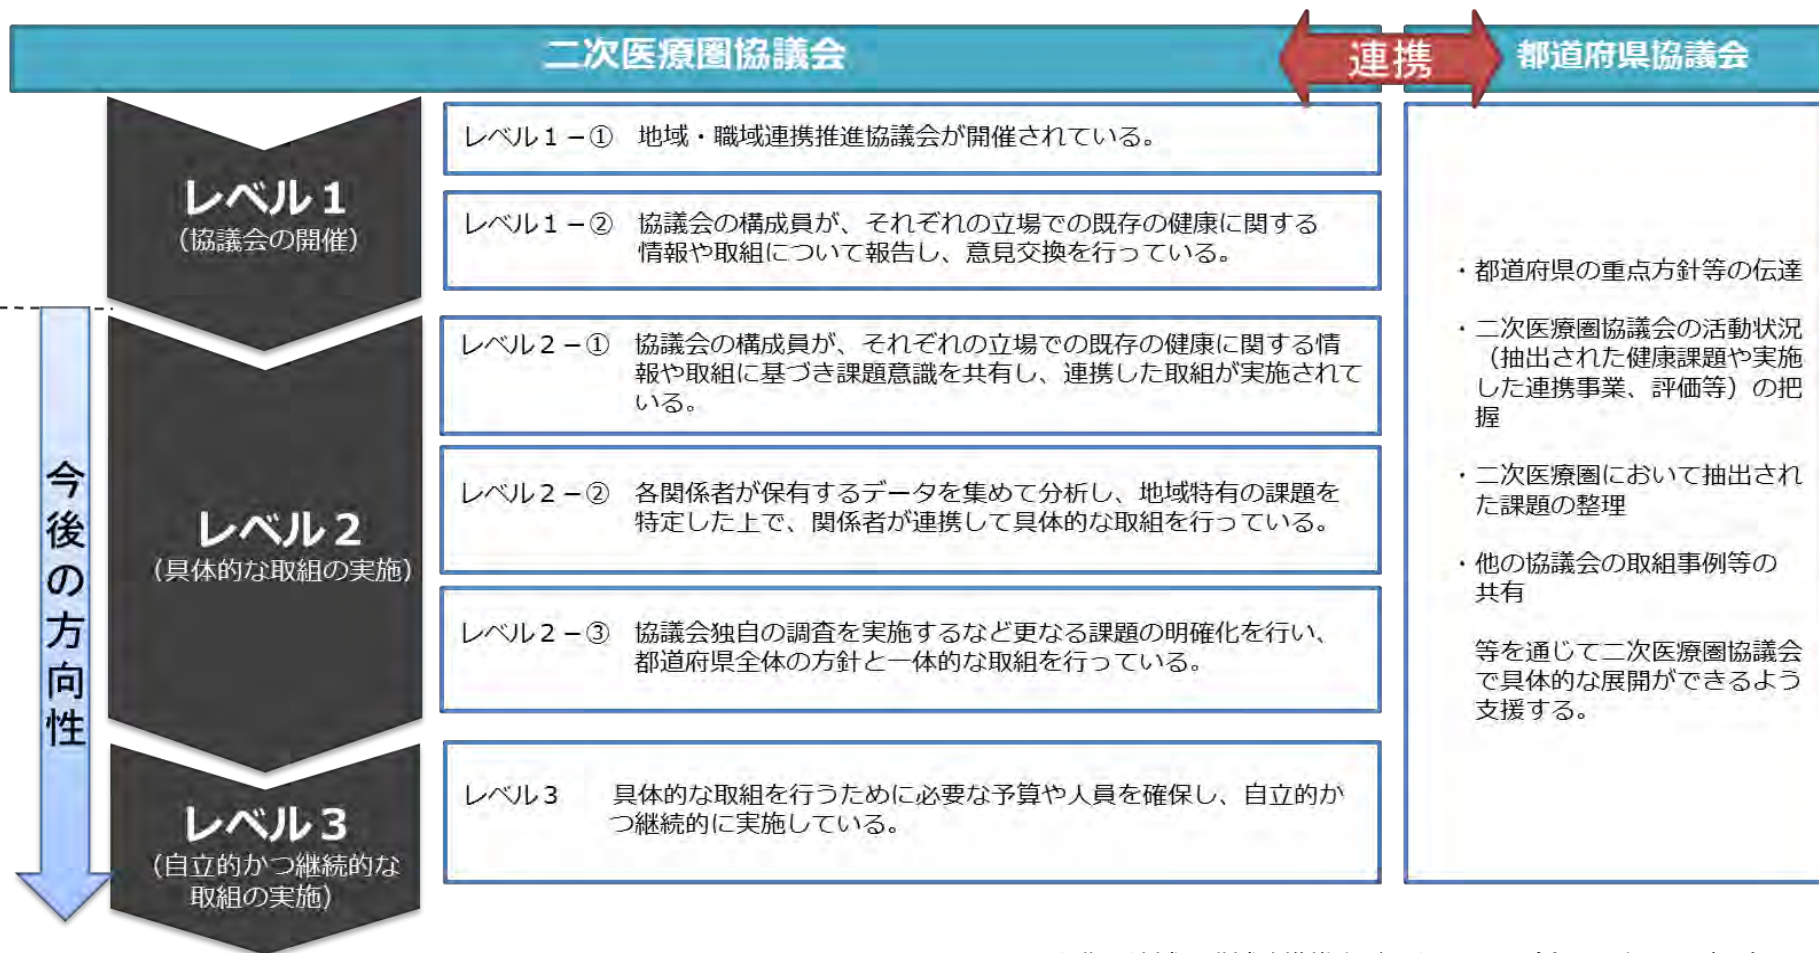 二次医療圏協議会
連携
都道府県協議会
レベル1
（協議会の開催）
レベル1－① 地域・職域連携推進協議会が開催されている。
レベル1－② 協議会の構成員が、それぞれの立場での既存の健康に関する
情報や取組について報告し、意見交換を行っている。
今後の方向性
レベル2
（具体的な取組の実施）
レベル2－① 協議会の構成員が、それぞれの立場での既存の健康に関する情
報や取組に基づき課題意識を共有し、連携した取組が実施されて
いる。
レベル2－② 各関係者が保有するデータを集めて分析し、地域特有の課題を
特定した上で、関係者が連携して具体的な取組を行っている。
レベル2－③ 協議会独自の調査を実施するなど更なる課題の明確化を行い、
都道府県全体の方針と一体的な取組を行っている。
レベル3
（自立的かつ継続的な
取組の実施）
レベル3 具体的な取組を行うために必要な予算や人員を確保し、自立的か
つ継続的に実施している。
・都道府県の重点方針等の伝達
・二次医療圏協議会の活動状況
（抽出された健康課題や実施
した連携事業、評価等）の把
握
・二次医療圏において抽出され
た課題の整理
・他の協議会の取組事例等の
共有
等を通じて二次医療圏協議会
で具体的な展開ができるよう
支援する。